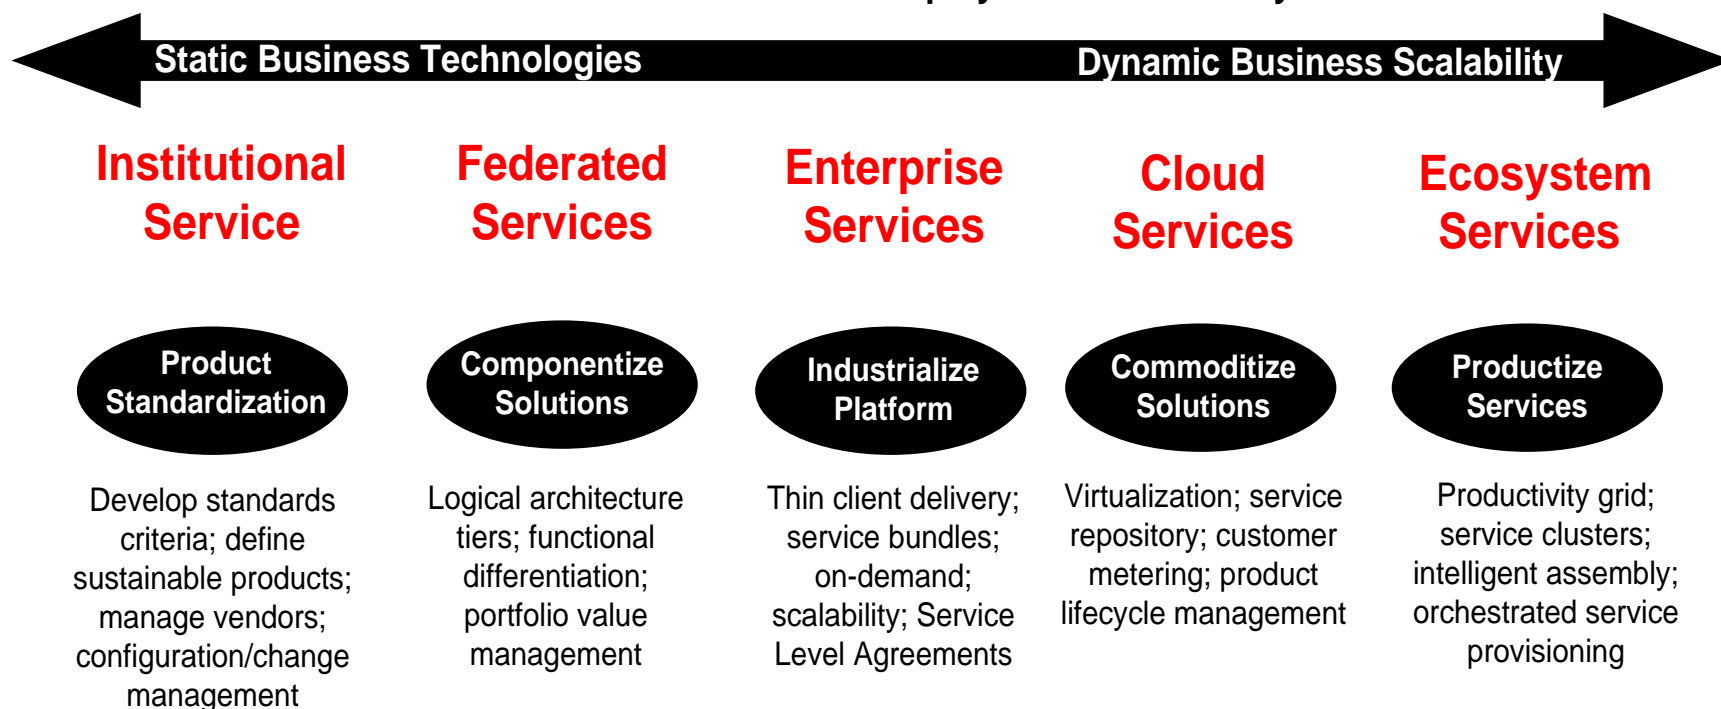 Static Business Technologies
Dynamic Business Scalability
Institutional
Service
Federated
Services
Enterprise
Services
Cloud
Services
Ecosystem
Services
Product
Standardization
Componentize
Solutions
Industrialize
Platform
Commoditize
Solutions
Productize
Services
Develop standards
criteria; define
sustainable products;
manage vendors;
configuration/change
management
Logical architecture
tiers; functional
differentiation;
portfolio value
management
Thin client delivery;
service bundles;
on-demand;
scalability; Service
Level Agreements
Virtualization; service
repository; customer
metering; product
lifecycle management
Productivity grid;
service clusters;
intelligent assembly;
orchestrated service
provisioning